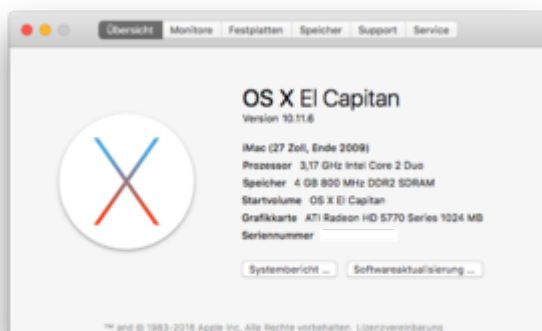 Übersicht Monitore Festplatten Speicher Support Service
OS X El Capitan
Version 10.11.6
iMac (27 Zoll, Ende 2009)
Prozessor 3,17 GHz Intel Core 2 Duo
Speicher 4 GB 800 MHz DDR2 SDRAM
Startvolume OS X El Capitan
Grafikkarte ATI Radeon HD 5770 Series 1024 MB
Seriennummer
Systembericht ... Softwareaktualisierung ...
™ and © 1983-2016 Apple Inc. Alle Rechte vorbehalten. Lizenzvereinbarung